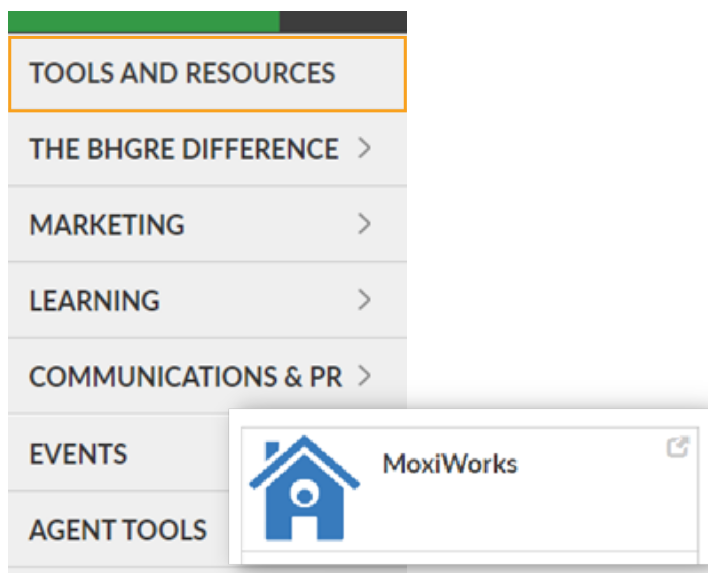 TOOLS AND RESOURCES
THE BHGRE DIFFERENCE
MARKETING
LEARNING
COMMUNICATIONS & PR
EVENTS
AGENT TOOLS
MoxiWorks